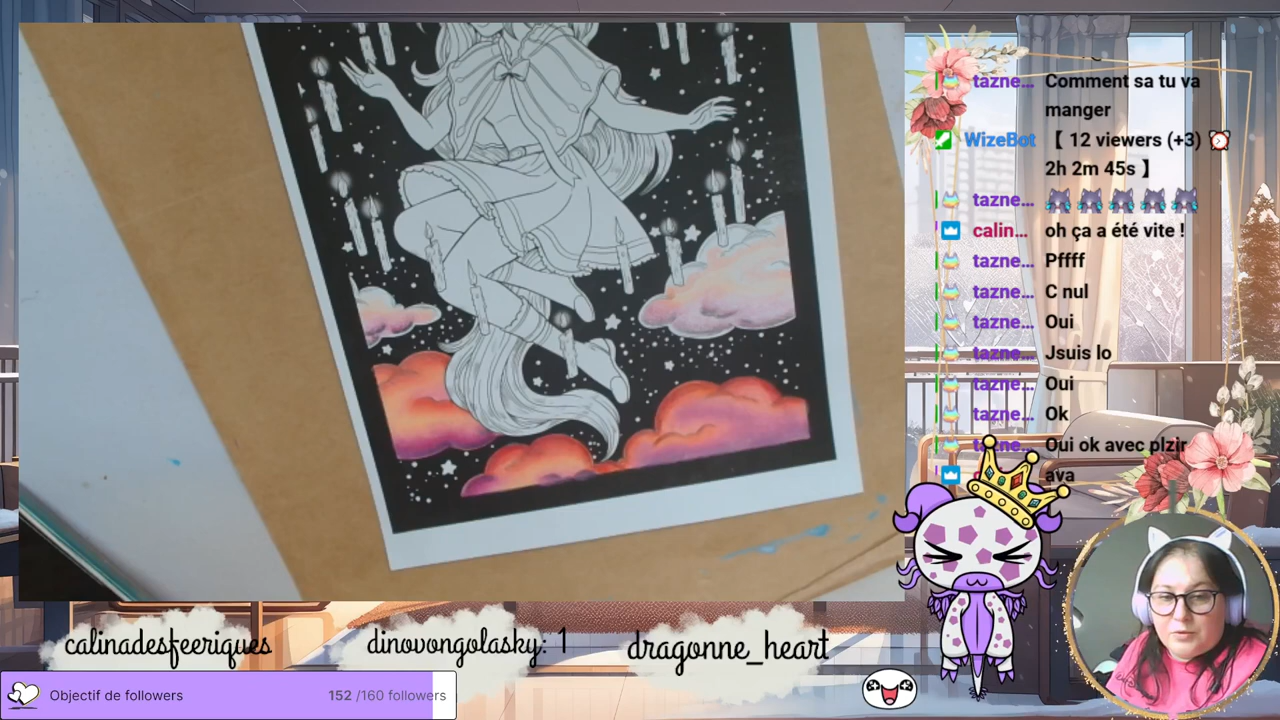 tazne... Comment sa tu va
manger
WizeBot 【 12 viewers (+3) ⏰
2h 2m 45s 】
tazne...
calin... oh ça a été vite !
tazne... Pffff
tazne... C nul
tazne... Oui
tazne... Jsuis lo
tazne... Oui
tazne... Ok
tazne... Oui ok avec plzir
ava
calinadesfeeriques
dinovongolasky: 1
dragonne_heart
Objectif de followers 152 /160 followers